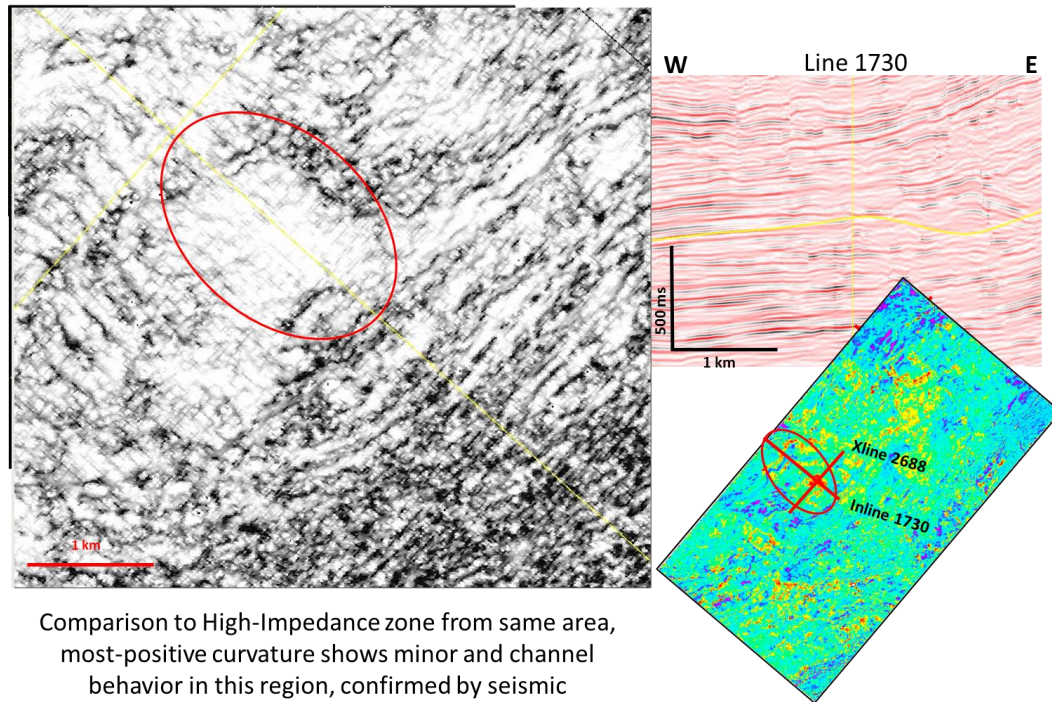 W
Line 1730
E
500 ms
1 km
Xline 2688
Inline 1730
1 km
Comparison to High-Impedance zone from same area,
most-positive curvature shows minor and channel
behavior in this region, confirmed by seismic